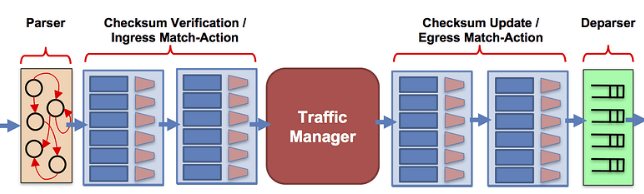 Parser
Checksum Verification /
Ingress Match-Action
Checksum Update /
Egress Match-Action
Deparser
Traffic
Manager